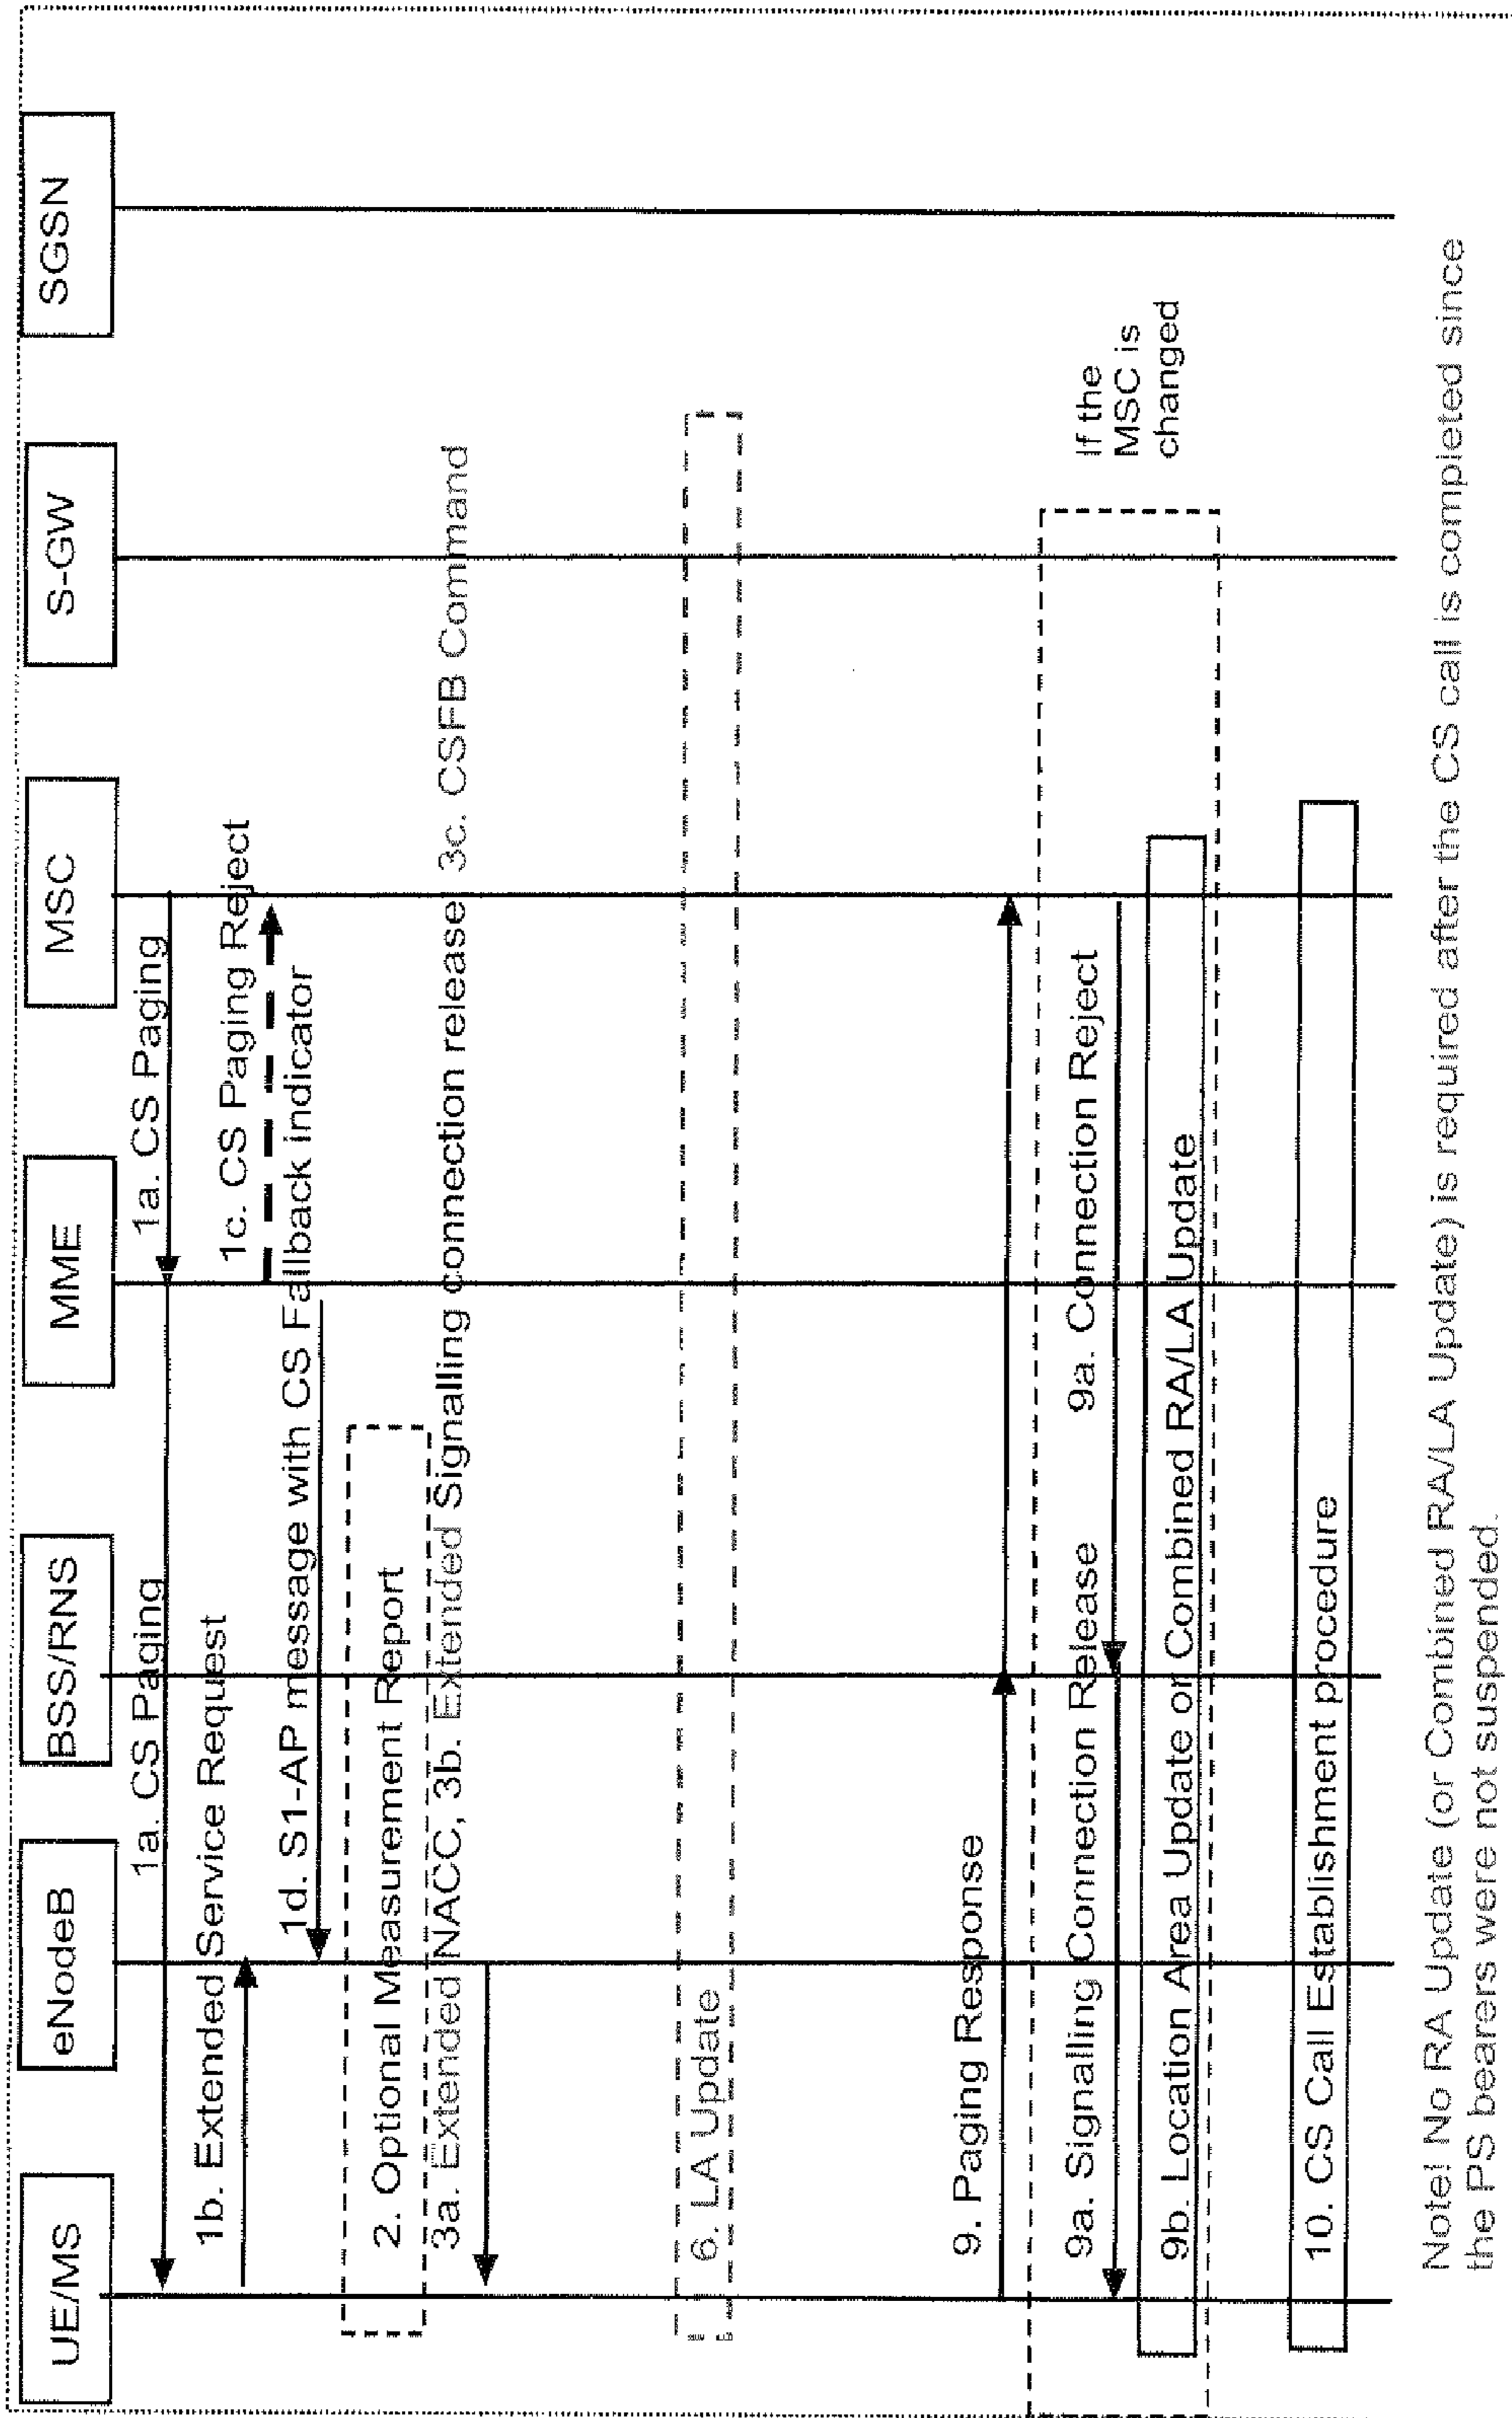 UE/MS
eNodeB
BSS/RNS
MME
MSC
S-GW
SGSN
1a. CS Paging
1a. CS Paging
1b. Extended Service Request
1c. CS Paging Reject
1d. S1-AP message with CS Fallback indicator
2. Optional Measurement Report
3a. Extended NACC, 3b. Extended Signalling connection release 3c. CSFB Command
6. LA Update
9. Paging Response
If the
MSC is
changed
9a. Signalling Connection Release
9a. Connection Reject
9b. Location Area Update or Combined RA/LA Update
10. CS Call Establishment procedure
Note! No RA Update (or Combined RA/LA Update) is required after the CS call is completed since
the PS bearers were not suspended.